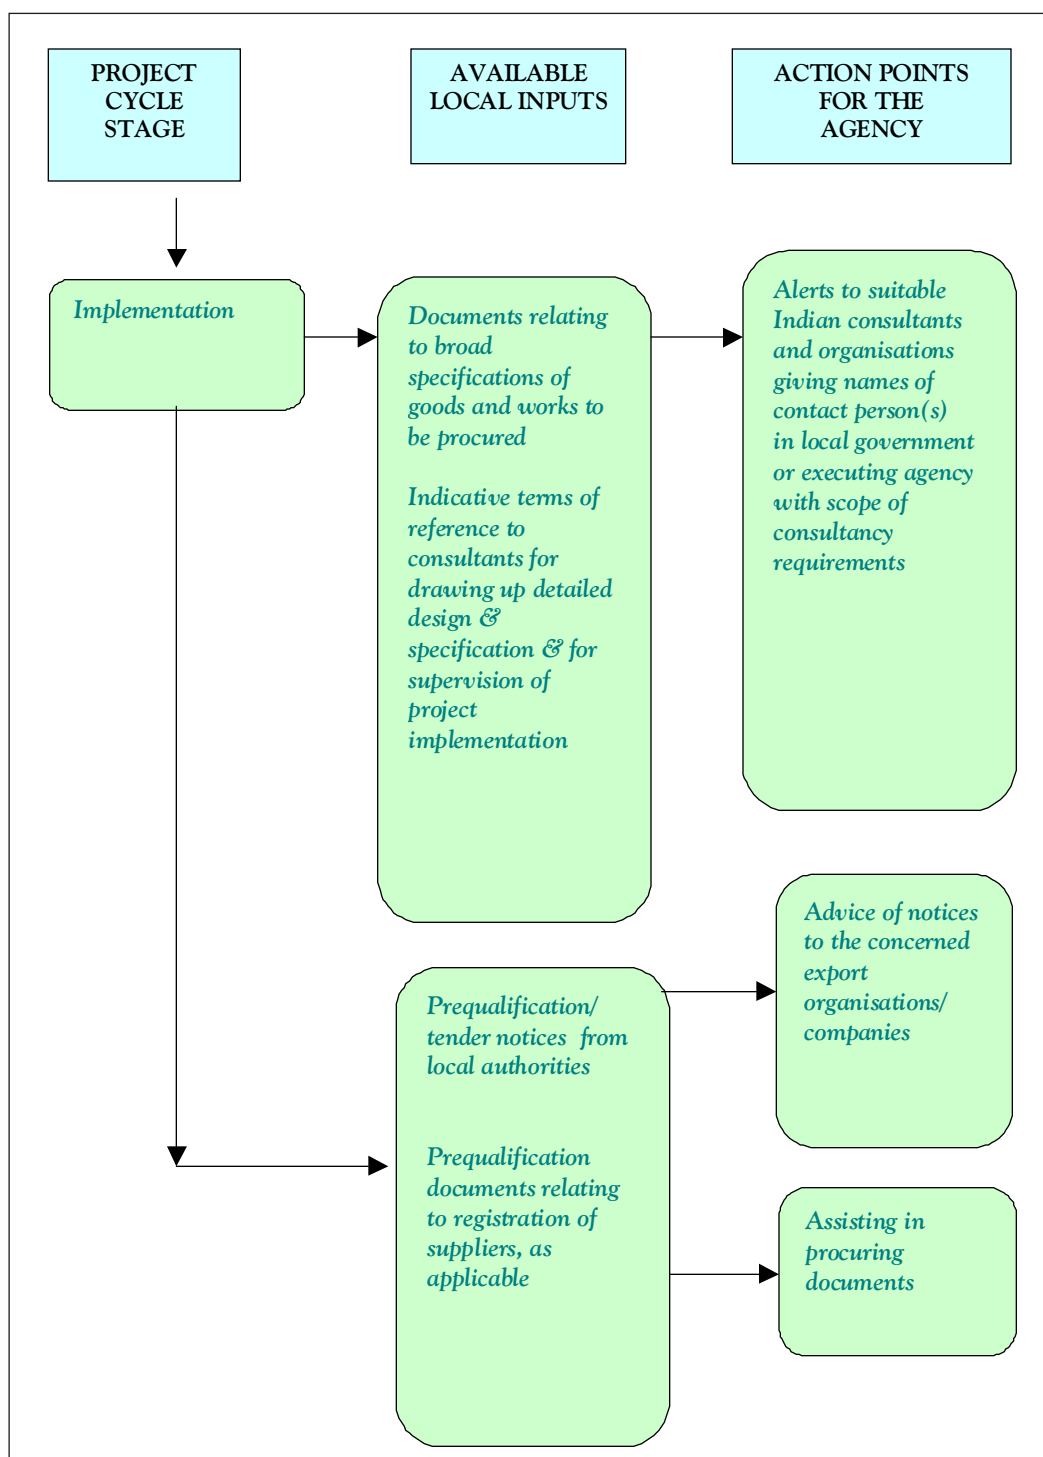 PROJECT
CYCLE
STAGE
AVAILABLE
LOCAL INPUTS
ACTION POINTS
FOR THE
AGENCY
Implementation
Documents relating
to broad
specifications of
goods and works to
be procured
Indicative terms of
reference to
consultants for
drawing up detailed
design &
specification & for
supervision of
project
implementation
Alerts to suitable
Indian consultants
and organisations
giving names of
contact person(s)
in local government
or executing agency
with scope of
consultancy
requirements
Prequalification/
tender notices from
local authorities
Prequalification
documents relating
to registration of
suppliers, as
applicable
Advice of notices
to the concerned
export
organisations/
companies
Assisting in
procuring
documents